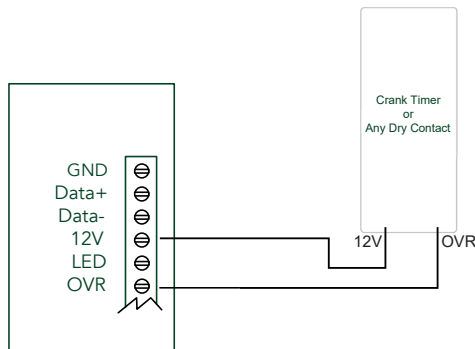 Crank Timer
or
Any Dry Contact
GND
Data+
Data-
12V
LED
OVR
12V
OVR